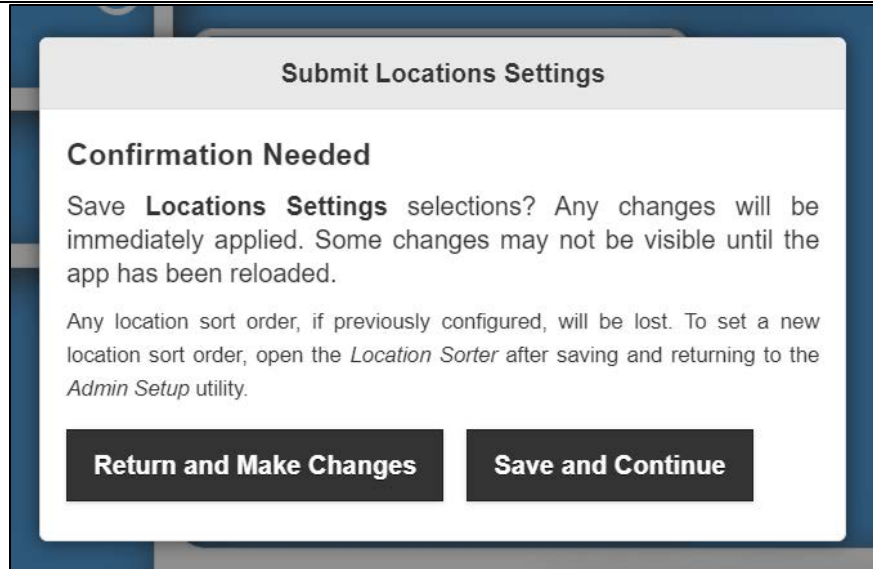 Submit Locations Settings
Confirmation Needed
Save Locations Settings selections? Any changes will be
immediately applied. Some changes may not be visible until the
app has been reloaded.
Any location sort order, if previously configured, will be lost. To set a new
location sort order, open the Location Sorter after saving and returning to the
Admin Setup utility.
Return and Make Changes
Save and Continue